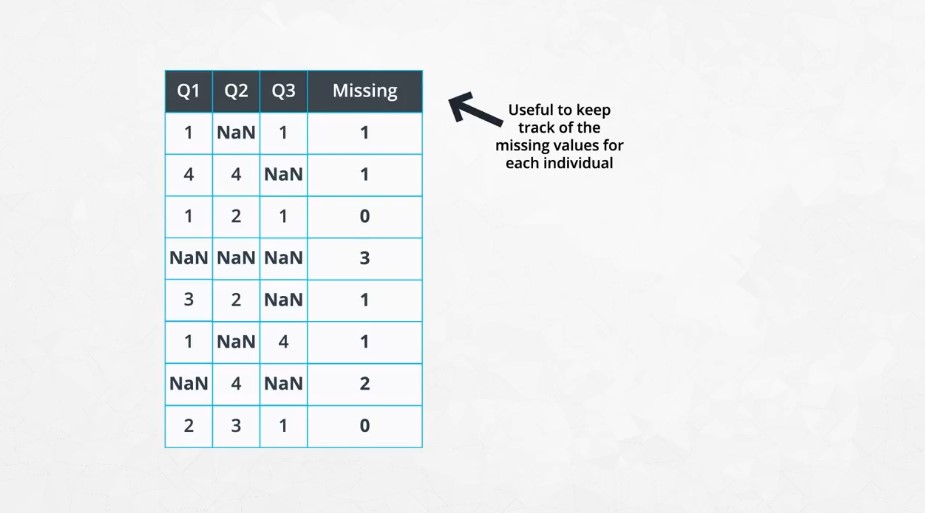 Q1 Q2 Q3 Missing
1 NaN 1 1
4 4 NaN 1
1 2 1 0
NaN NaN NaN 3
3 2 NaN 1
1 NaN 4 1
NaN 4 NaN 2
2 3 1 0
Useful to keep
track of the
missing values for
each individual